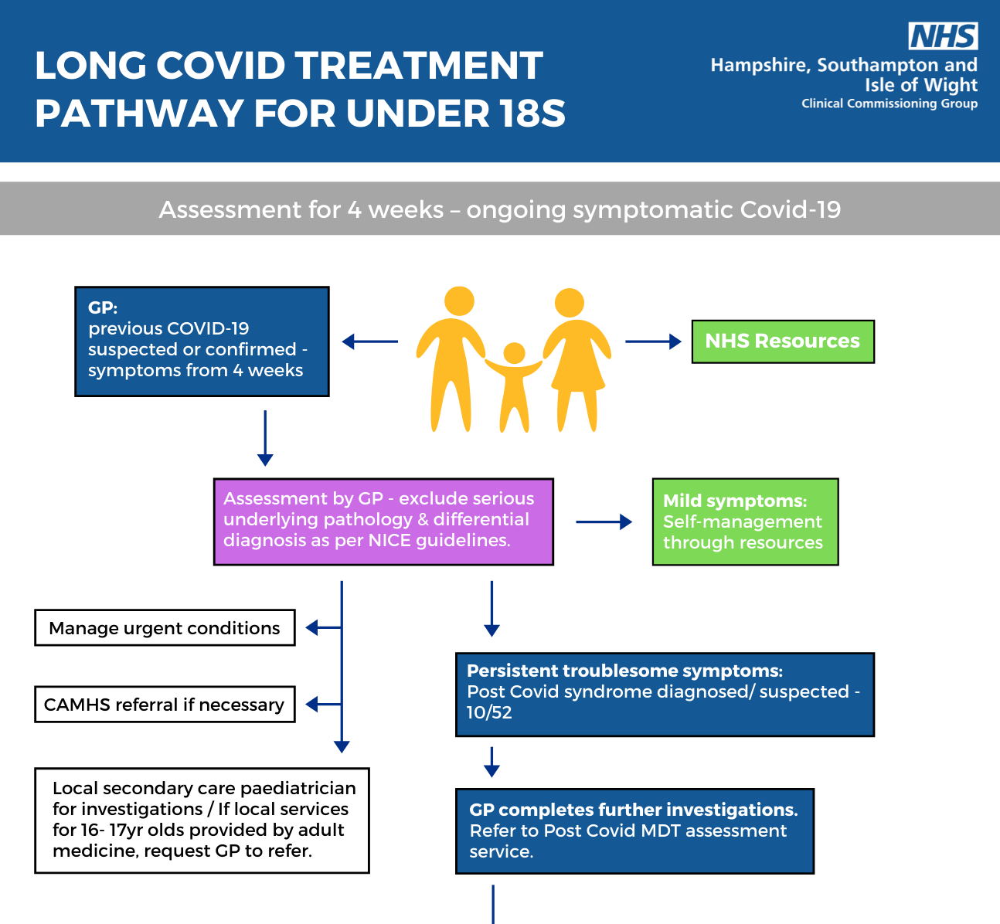 LONG COVID TREATMENT
PATHWAY FOR UNDER 18S
NHS
Hampshire, Southampton and
Isle of Wight
Clinical Commissioning Group
Assessment for 4 weeks – ongoing symptomatic Covid-19
GP:
previous COVID-19
suspected or confirmed -
symptoms from 4 weeks
NHS Resources
Assessment by GP - exclude serious
underlying pathology & differential
diagnosis as per NICE guidelines.
Mild symptoms:
Self-management
through resources
Manage urgent conditions
CAMHS referral if necessary
Local secondary care paediatrician
for investigations / If local services
for 16- 17yr olds provided by adult
medicine, request GP to refer.
Persistent troublesome symptoms:
Post Covid syndrome diagnosed/ suspected -
10/52
GP completes further investigations.
Refer to Post Covid MDT assessment
service.